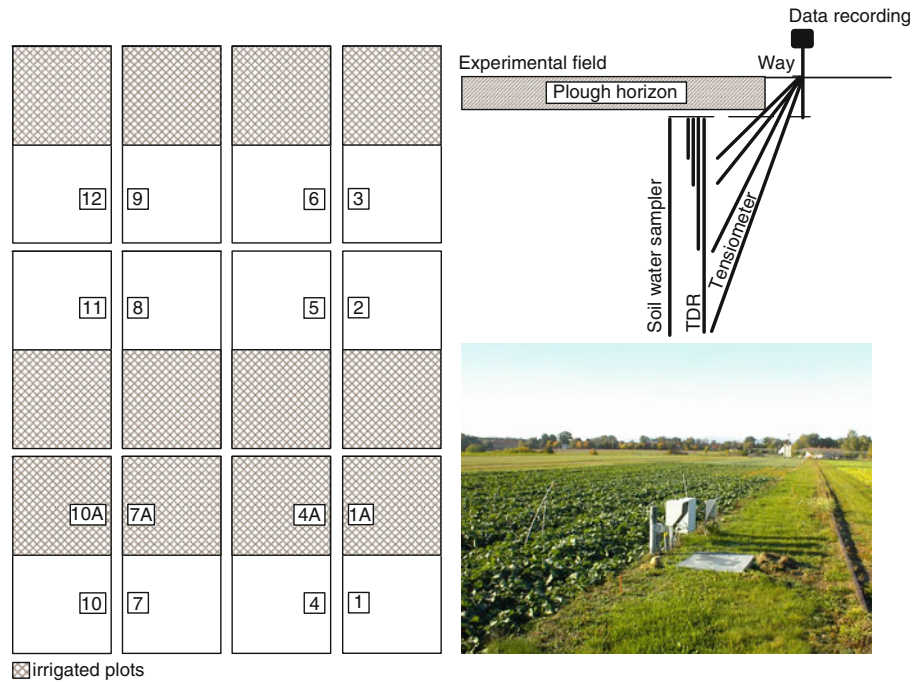 Data recording
Experimental field
Way
Plough horizon
12
9
6
3
11
8
5
2
Soil water sampler
TDR
Tensiometer
10A
7A
4A
1A
10
7
4
1
irrigated plots